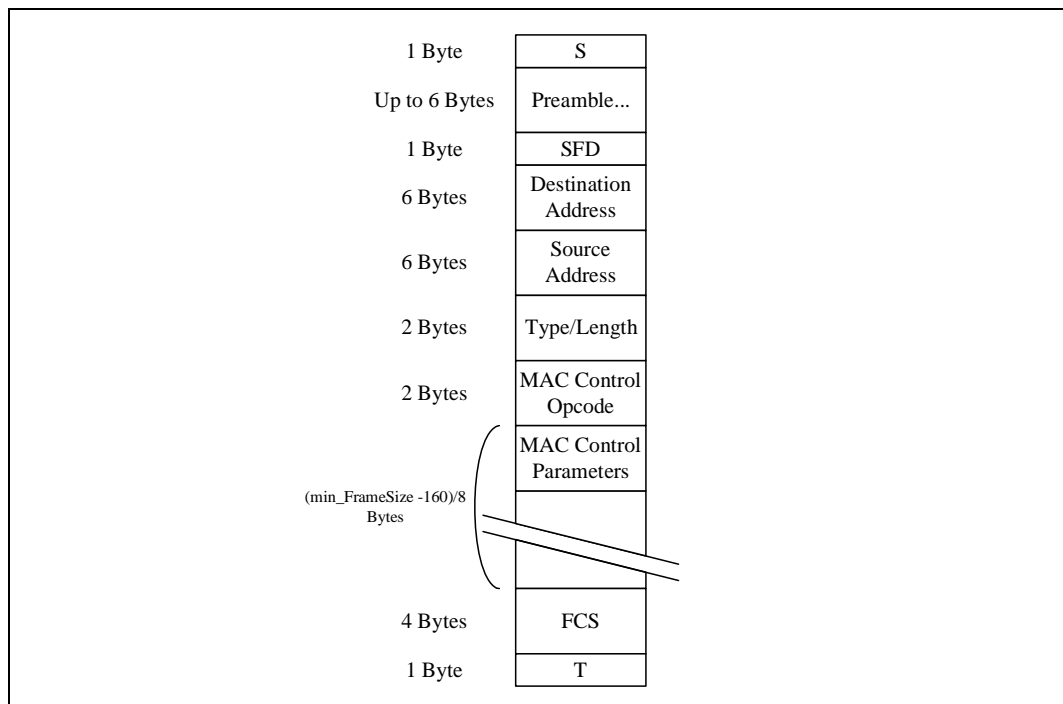 1 Byte
S
Up to 6 Bytes
Preamble...
1 Byte
SFD
6 Bytes
Destination
Address
6 Bytes
Source
Address
2 Bytes
Type/Length
2 Bytes
MAC Control
Opcode
MAC Control
Parameters
(min_FrameSize -160)/8
Bytes
4 Bytes
FCS
1 Byte
T